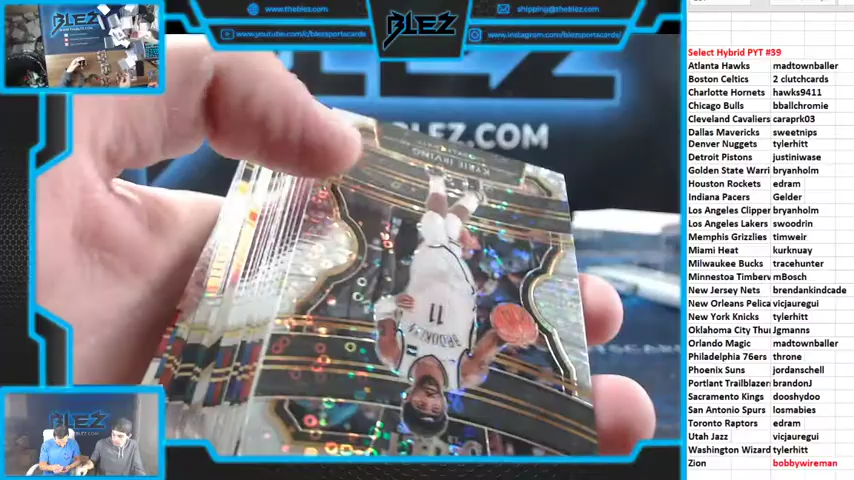 www.theblez.com
BLEZ
shipping@theblez.com
www.youtube.com/c/blezsportscards
www.instagram.com/blezsports/
BLEZ.COM
KYRIE IRVING
BROOKLYN
11
BLEZ
Select Hybrid PYT #39
Atlanta Hawks madtownballer
Boston Celtics 2 clutchcards
Charlotte Hornets hawks9411
Chicago Bulls bballchromie
Cleveland Cavaliers caraprk03
Dallas Mavericks sweetnips
Denver Nuggets tylerhitt
Detroit Pistons justiniwase
Golden State Warri bryanholm
Houston Rockets edram
Indiana Pacers Gelder
Los Angeles Clipper bryanholm
Los Angeles Lakers swoodrin
Memphis Grizzlies timweir
Miami Heat kurknuay
Milwaukee Bucks tracehunter
Minnestoa Timberv mBosch
New Jersey Nets brendankindcade
New Orleans Pelica vicjauregui
New York Knicks tylerhitt
Oklahoma City Thu Jgmanns
Orlando Magic madtownballer
Philadelphia 76ers throne
Phoenix Suns jordanschell
Portlant Trailblazer brandonJ
Sacramento Kings dooshydoo
San Antonio Spurs losmabies
Toronto Raptors edram
Utah Jazz vicjauregui
Washington Wizard tylerhitt
Zion bobbywireman